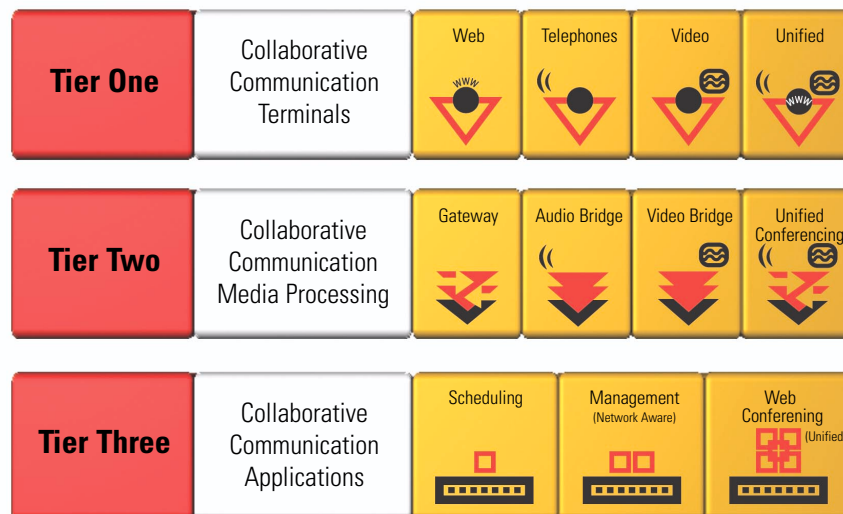 Tier One
Collaborative
Communication
Terminals
Web
WWW
Telephones
Video
Unified
WWW
Tier Two
Collaborative
Communication
Media Processing
Gateway
Audio Bridge
Video Bridge
Unified
Conferencing
Tier Three
Collaborative
Communication
Applications
Scheduling
Management
(Network Aware)
Web
Conferening
(Unified